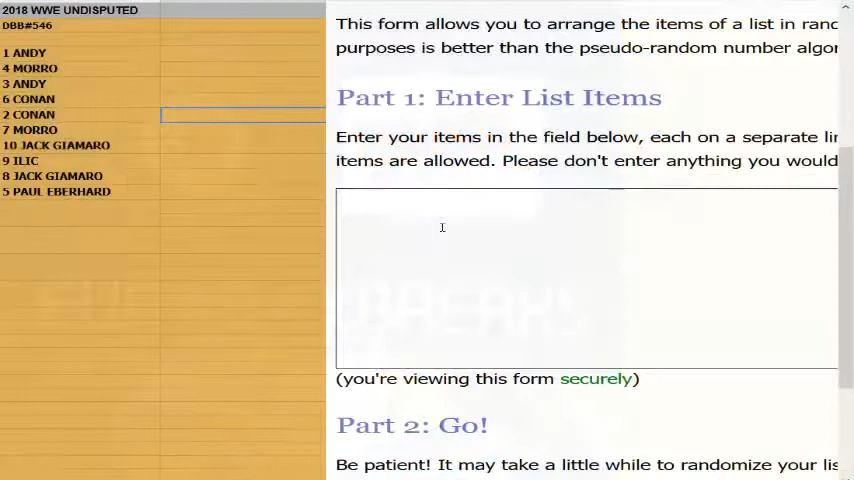 2018 WWE UNDISPUTED
DBB#546
1 ANDY
4 MORRO
3 ANDY
6 CONAN
2 CONAN
7 MORRO
10 JACK GIAMARO
9 ILIC
8 JACK GIAMARO
5 PAUL EBERHARD
This form allows you to arrange the items of a list in
purposes is better than the pseudo-random number
Part 1: Enter List Items
Enter your items in the field below, each on a separate
items are allowed. Please don't enter anything you would
(you're viewing this form securely)
Part 2: Go!
Be patient! It may take a little while to randomize your
BREAKS